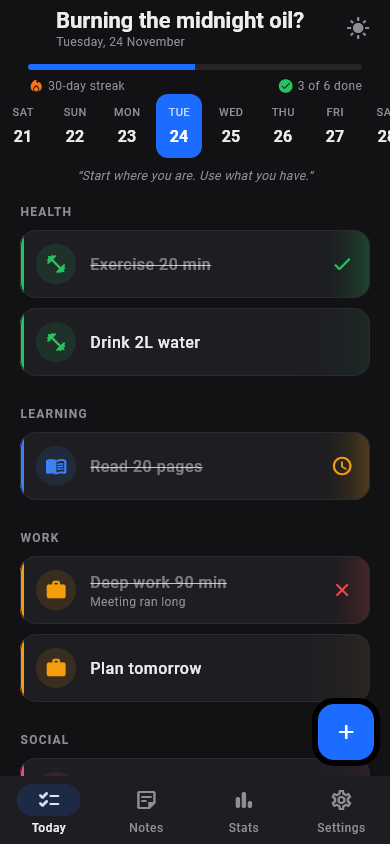 Burning the midnight oil?
Tuesday, 24 November
30-day streak
3 of 6 done
SAT SUN MON TUE WED THU FRI
21 22 23 24 25 26 27
“Start where you are. Use what you have.”
HEALTH
Exercise 20 min
Drink 2L water
LEARNING
Read 20 pages
WORK
Deep work 90 min
Meeting ran long
Plan tomorrow
SOCIAL
+
Today Notes Stats Settings